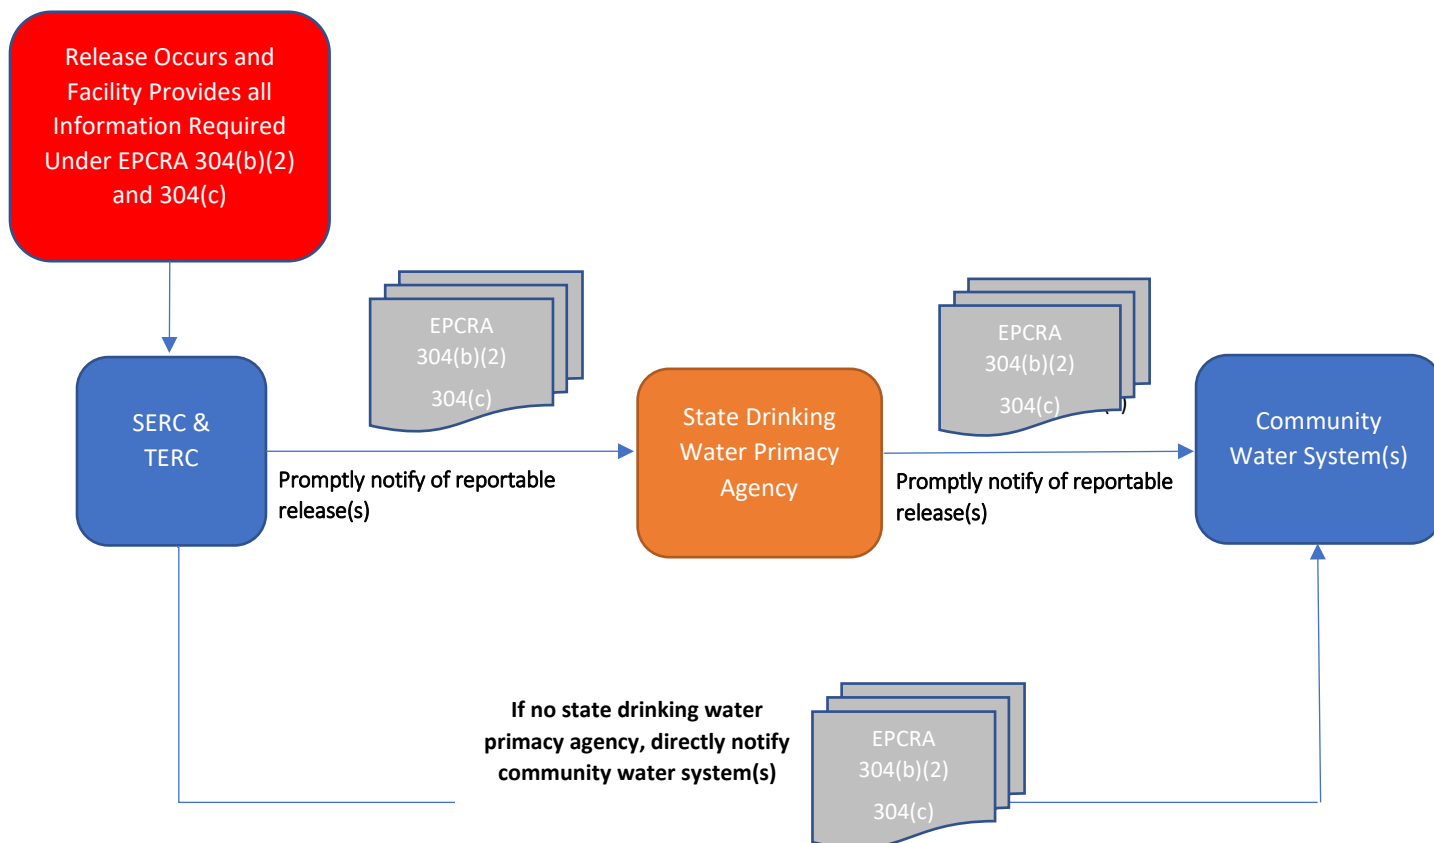 Release Occurs and
Facility Provides all
Information Required
Under EPCRA 304(b)(2)
and 304(c)
EPCRA
304(b)(2)
304(c)
EPCRA
304(b)(2)
304(c)
SERC &
TERC
State Drinking
Water Primacy
Agency
Community
Water System(s)
Promptly notify of reportable
release(s)
Promptly notify of reportable
release(s)
If no state drinking water
primacy agency, directly notify
community water system(s)
EPCRA
304(b)(2)
304(c)